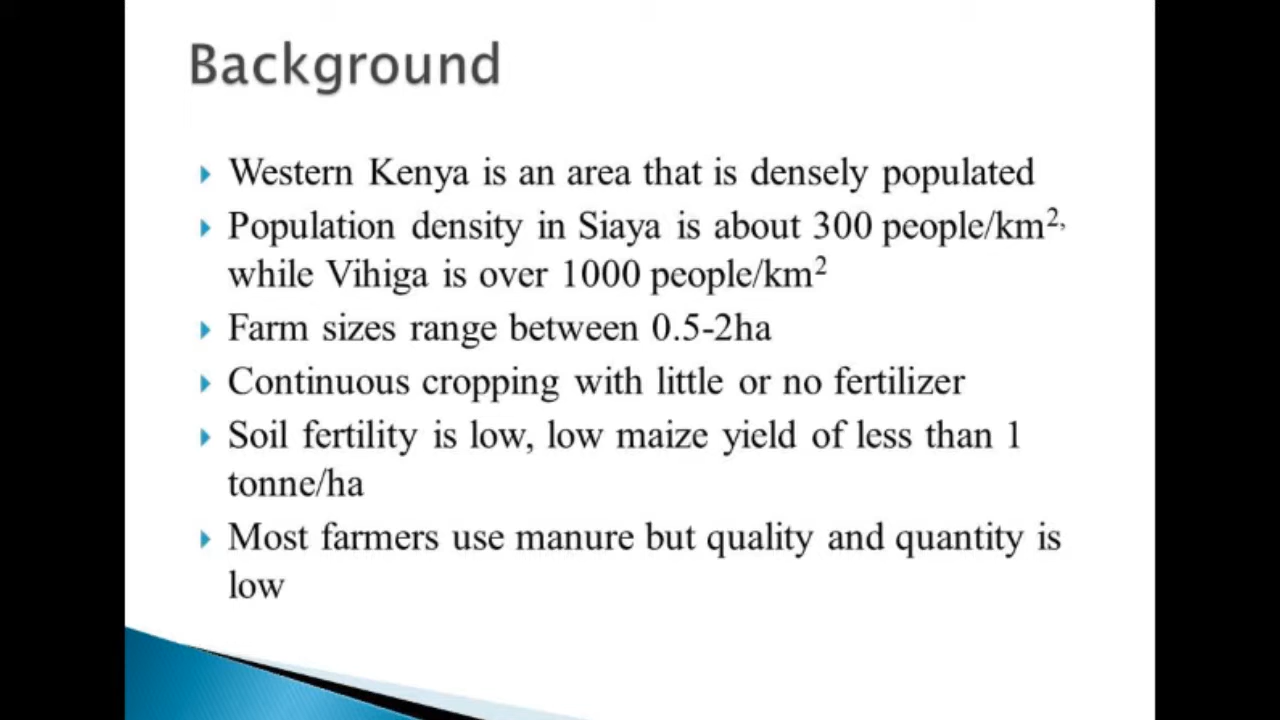 Background
Western Kenya is an area that is densely populated
Population density in Siaya is about 300 people/km²,
while Vihiga is over 1000 people/km²
Farm sizes range between 0.5-2ha
Continuous cropping with little or no fertilizer
Soil fertility is low, low maize yield of less than 1
tonne/ha
Most farmers use manure but quality and quantity is
low